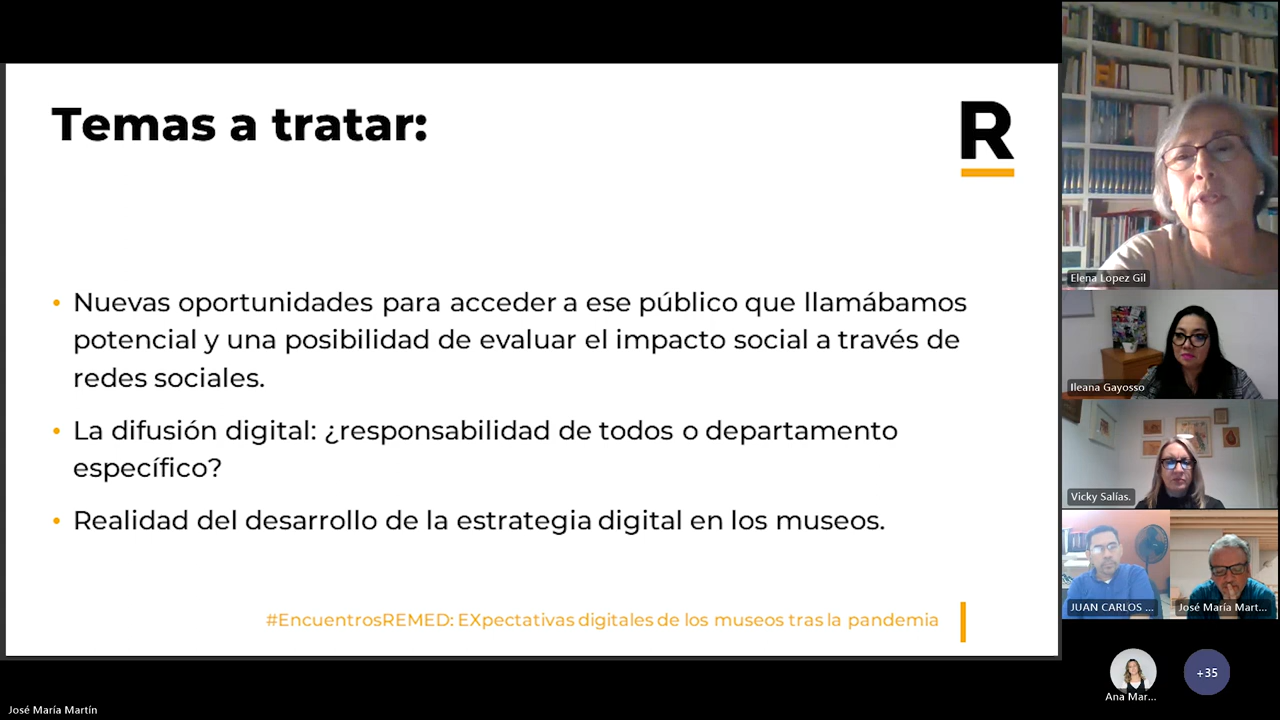 Temas a tratar:
R
Nuevas oportunidades para acceder a ese público que llamábamos
potencial y una posibilidad de evaluar el impacto social a través de
redes sociales.
La difusión digital: ¿responsabilidad de todos o departamento
específico?
Realidad del desarrollo de la estrategia digital en los museos.
#EncuentrosREMED: EXpectativas digitales de los museos tras la pandemia
Elena Lopez Gil
Ileana Gayosso
Vicky Salías.
JUAN CARLOS ...
José María Mart...
Ana Mar...
+35
José María Martín